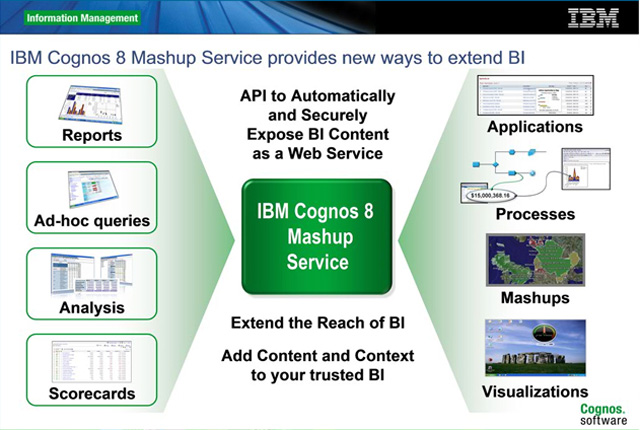 Information Management
IBM
IBM Cognos 8 Mashup Service provides new ways to extend BI
Reports
Ad-hoc queries
Analysis
Scorecards
API to Automatically
and Securely
Expose BI Content
as a Web Service
IBM Cognos 8
Mashup
Service
Extend the Reach of BI
Add Content and Context
to your trusted BI
Applications
$15,000,368.16
Processes
Mashups
Visualizations
Cognos.
software